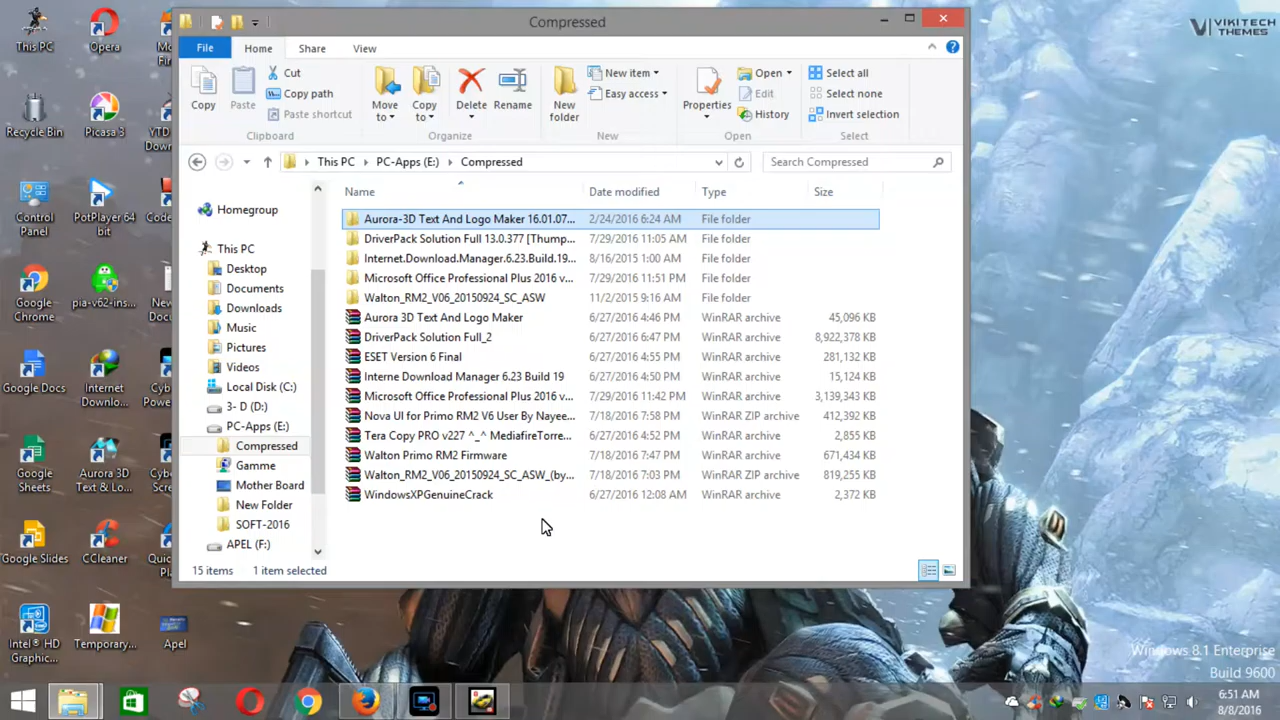 Compressed
VIKITECH
THEMES
File
Home
Share
View
Copy
Paste
Cut
Copy path
Paste shortcut
Move
to
Copy
to
Delete
Rename
New
folder
New item
Easy access
Properties
Open
Edit
History
Select all
Select none
Invert selection
Clipboard
Organize
New
Open
Select
This PC
PC-Apps (E:)
Compressed
Search Compressed
Name
Date modified
Type
Size
Homegroup
This PC
Desktop
Documents
Downloads
Music
Pictures
Videos
Local Disk (C:)
3- D (D:)
PC-Apps (E:)
Compressed
Gamme
Mother Board
New Folder
SOFT-2016
APEL (F:)
Aurora-3D Text And Logo Maker 16.01.07... 2/24/2016 6:24 AM File folder
DriverPack Solution Full 13.0.377 [Thump... 7/29/2016 11:05 AM File folder
Internet.Download.Manager.6.23.Build.19... 8/16/2015 1:00 AM File folder
Microsoft Office Professional Plus 2016 v... 7/29/2016 11:51 PM File folder
Walton_RM2_V06_20150924_SC_ASW 11/2/2015 9:16 AM File folder
Aurora 3D Text And Logo Maker 6/27/2016 4:46 PM WinRAR archive 45,096 KB
DriverPack Solution Full_2 6/27/2016 6:47 PM WinRAR archive 8,922,378 KB
ESET Version 6 Final 6/27/2016 4:55 PM WinRAR archive 281,132 KB
Interne Download Manager 6.23 Build 19 6/27/2016 4:50 PM WinRAR archive 15,124 KB
Microsoft Office Professional Plus 2016 v... 7/29/2016 11:42 PM WinRAR archive 3,139,343 KB
Nova UI for Primo RM2 V6 User By Nayee... 7/18/2016 7:58 PM WinRAR ZIP archive 412,392 KB
Tera Copy PRO v227 ^_^ MediafireTorre... 6/27/2016 4:52 PM WinRAR archive 2,855 KB
Walton Primo RM2 Firmware 7/18/2016 7:47 PM WinRAR archive 671,434 KB
Walton_RM2_V06_20150924_SC_ASW_(by... 7/18/2016 7:03 PM WinRAR ZIP archive 819,255 KB
WindowsXPGenuineCrack 6/27/2016 12:08 AM WinRAR archive 2,372 KB
15 items 1 item selected
This PC
Opera
Recycle Bin
Picasa 3
YTD
Control
Panel
PotPlayer 64
bit
Google
Chrome
pia-v62-ins...
Google Docs
Internet
Downlo...
Google
Sheets
Aurora 3D
Text & Lo...
Google Slides
CCleaner
Intel® HD
Graphic...
Temporary...
Apel
Windows 8.1 Enterprise
Build 9600
6:51 AM
8/8/2016